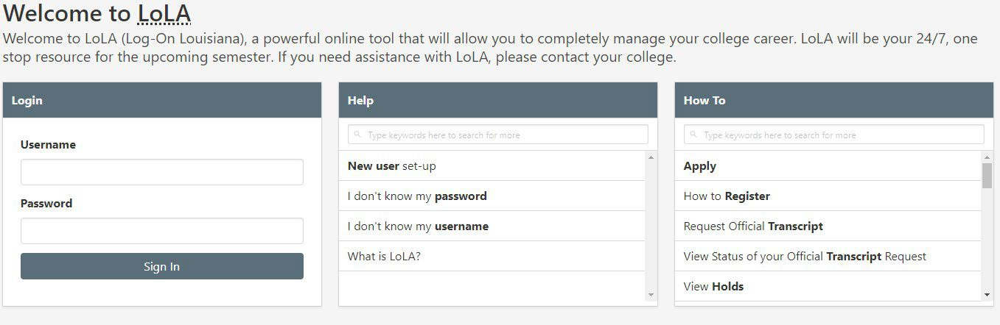 Welcome to LoLA
Welcome to LoLA (Log-On Louisiana), a powerful online tool that will allow you to completely manage your college career. LoLA will be your 24/7, one
stop resource for the upcoming semester. If you need assistance with LoLA, please contact your college.
Login
Username
Password
Sign In
Help
Type keywords here to search for more
New user set-up
I don't know my password
I don't know my username
What is LoLA?
How To
Type keywords here to search for more
Apply
How to Register
Request Official Transcript
View Status of your Official Transcript Request
View Holds